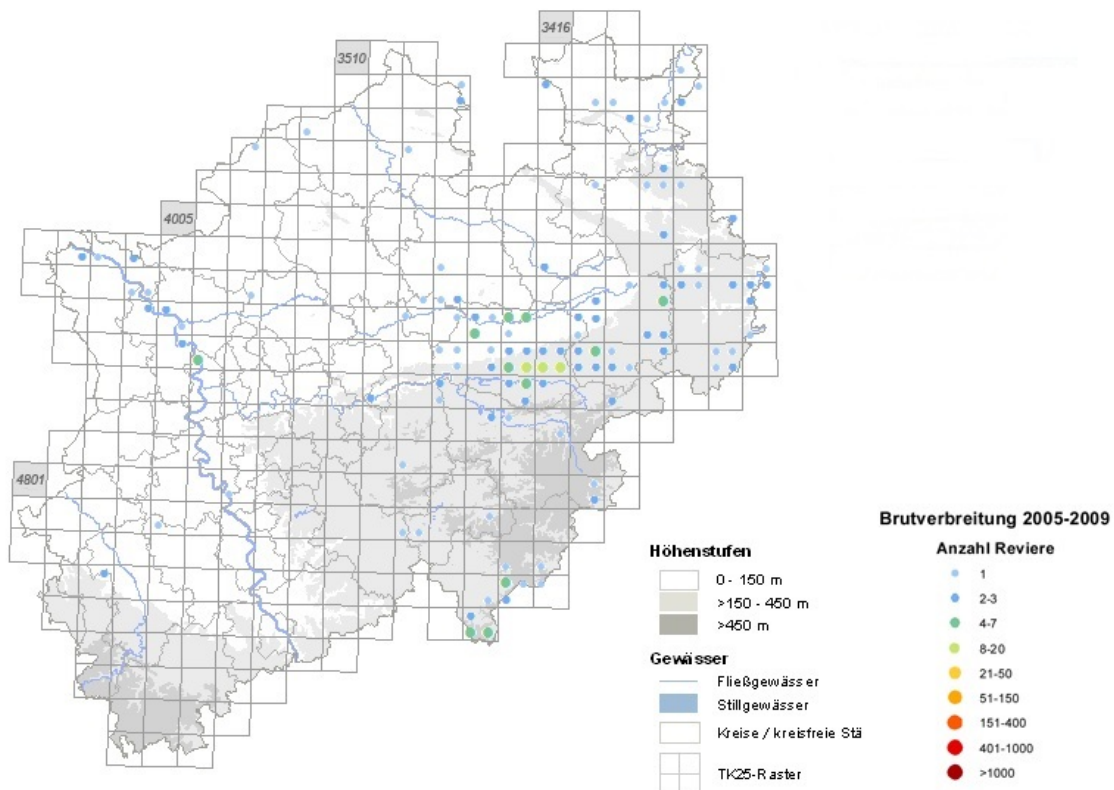 3416
3510
4005
4801
Brutverbreitung 2005-2009
Anzahl Reviere
1
2-3
4-7
8-20
21-50
51-150
151-400
401-1000
>1000
Höhenstufen
0 - 150 m
>150 - 450 m
>450 m
Gewässer
Fließgewässer
Stillgewässer
Kreise / kreisfreie Stä
TK25-Raster